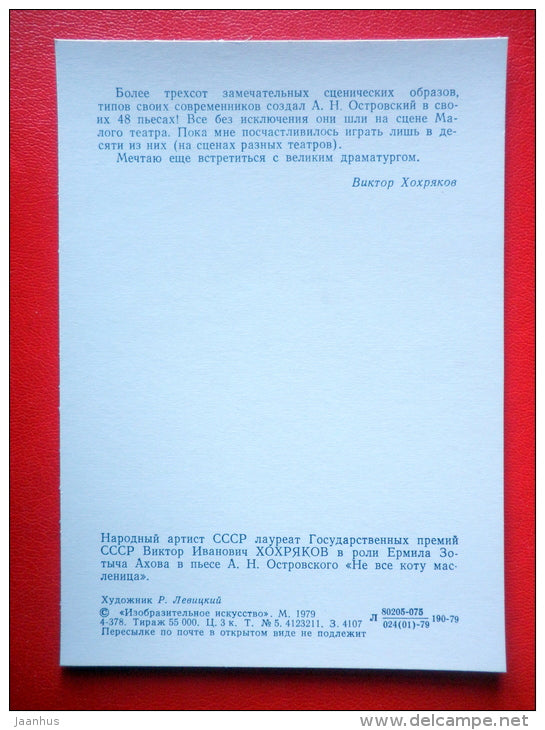 Более трехсот замечательных сценических образов,
типов своих современников создал А. Н. Островский в сво-
их 48 пьесах! Все без исключения они шли на сцене Ма-
лого театра. Пока мне посчастливилось играть лишь в де-
сяти из них (на сценах разных театров).
Мечтаю еще встретиться с великим драматургом.
Виктор Хохряков
Народный артист СССР лауреат Государственных премий
СССР Виктор Иванович ХОХРЯКОВ в роли Ермила Зо-
тыча Ахова в пьесе А. Н. Островского «Не все коту мас-
леница».
Художник Р. Левицкий
© «Изобразительное искусство». М. 1979
4-378. Тираж 55 000. Ц. 3 к. Т. № 5. 4123211. З. 4107
Пересылке по почте в открытом виде не подлежит
Л 80205-075 190-79
024(01)-79
jaanhus
www.delcampe.net